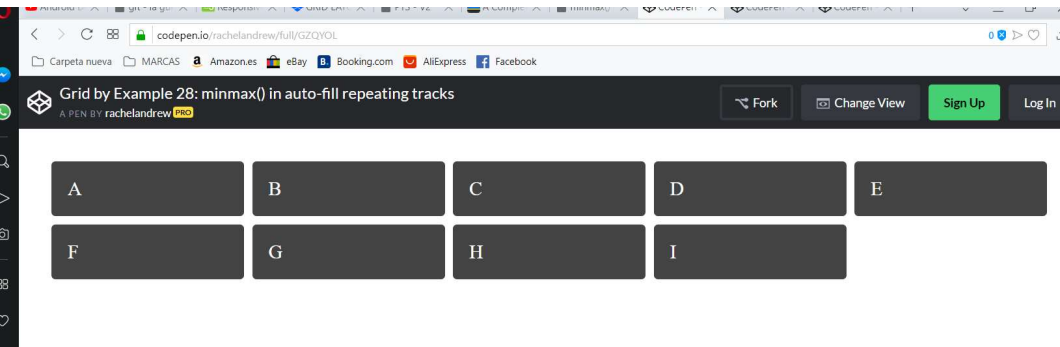 codepen.io/rachelandrew/full/GZQYOL
0
Carpeta nueva MARCAS a Amazon.es eBay B. Booking.com AliExpress Facebook
Grid by Example 28: minmax() in auto-fill repeating tracks
A PEN BY rachelandrew PRO
Fork Change View Sign Up Log In
A B C D E
F G H I